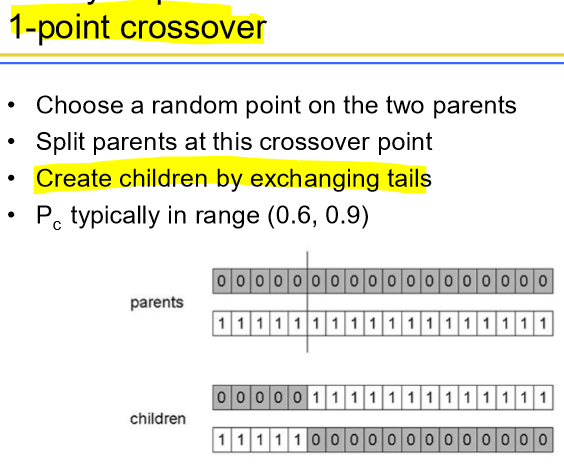 1-point crossover
• Choose a random point on the two parents
• Split parents at this crossover point
• Create children by exchanging tails
• Pc typically in range (0.6, 0.9)
0 0 0 0 0 0 0 0 0 0 0 0 0 0 0 0 0 0
parents
1 1 1 1 1 1 1 1 1 1 1 1 1 1 1 1 1 1
0 0 0 0 0 1 1 1 1 1 1 1 1 1 1 1 1 1
children
1 1 1 1 1 0 0 0 0 0 0 0 0 0 0 0 0 0